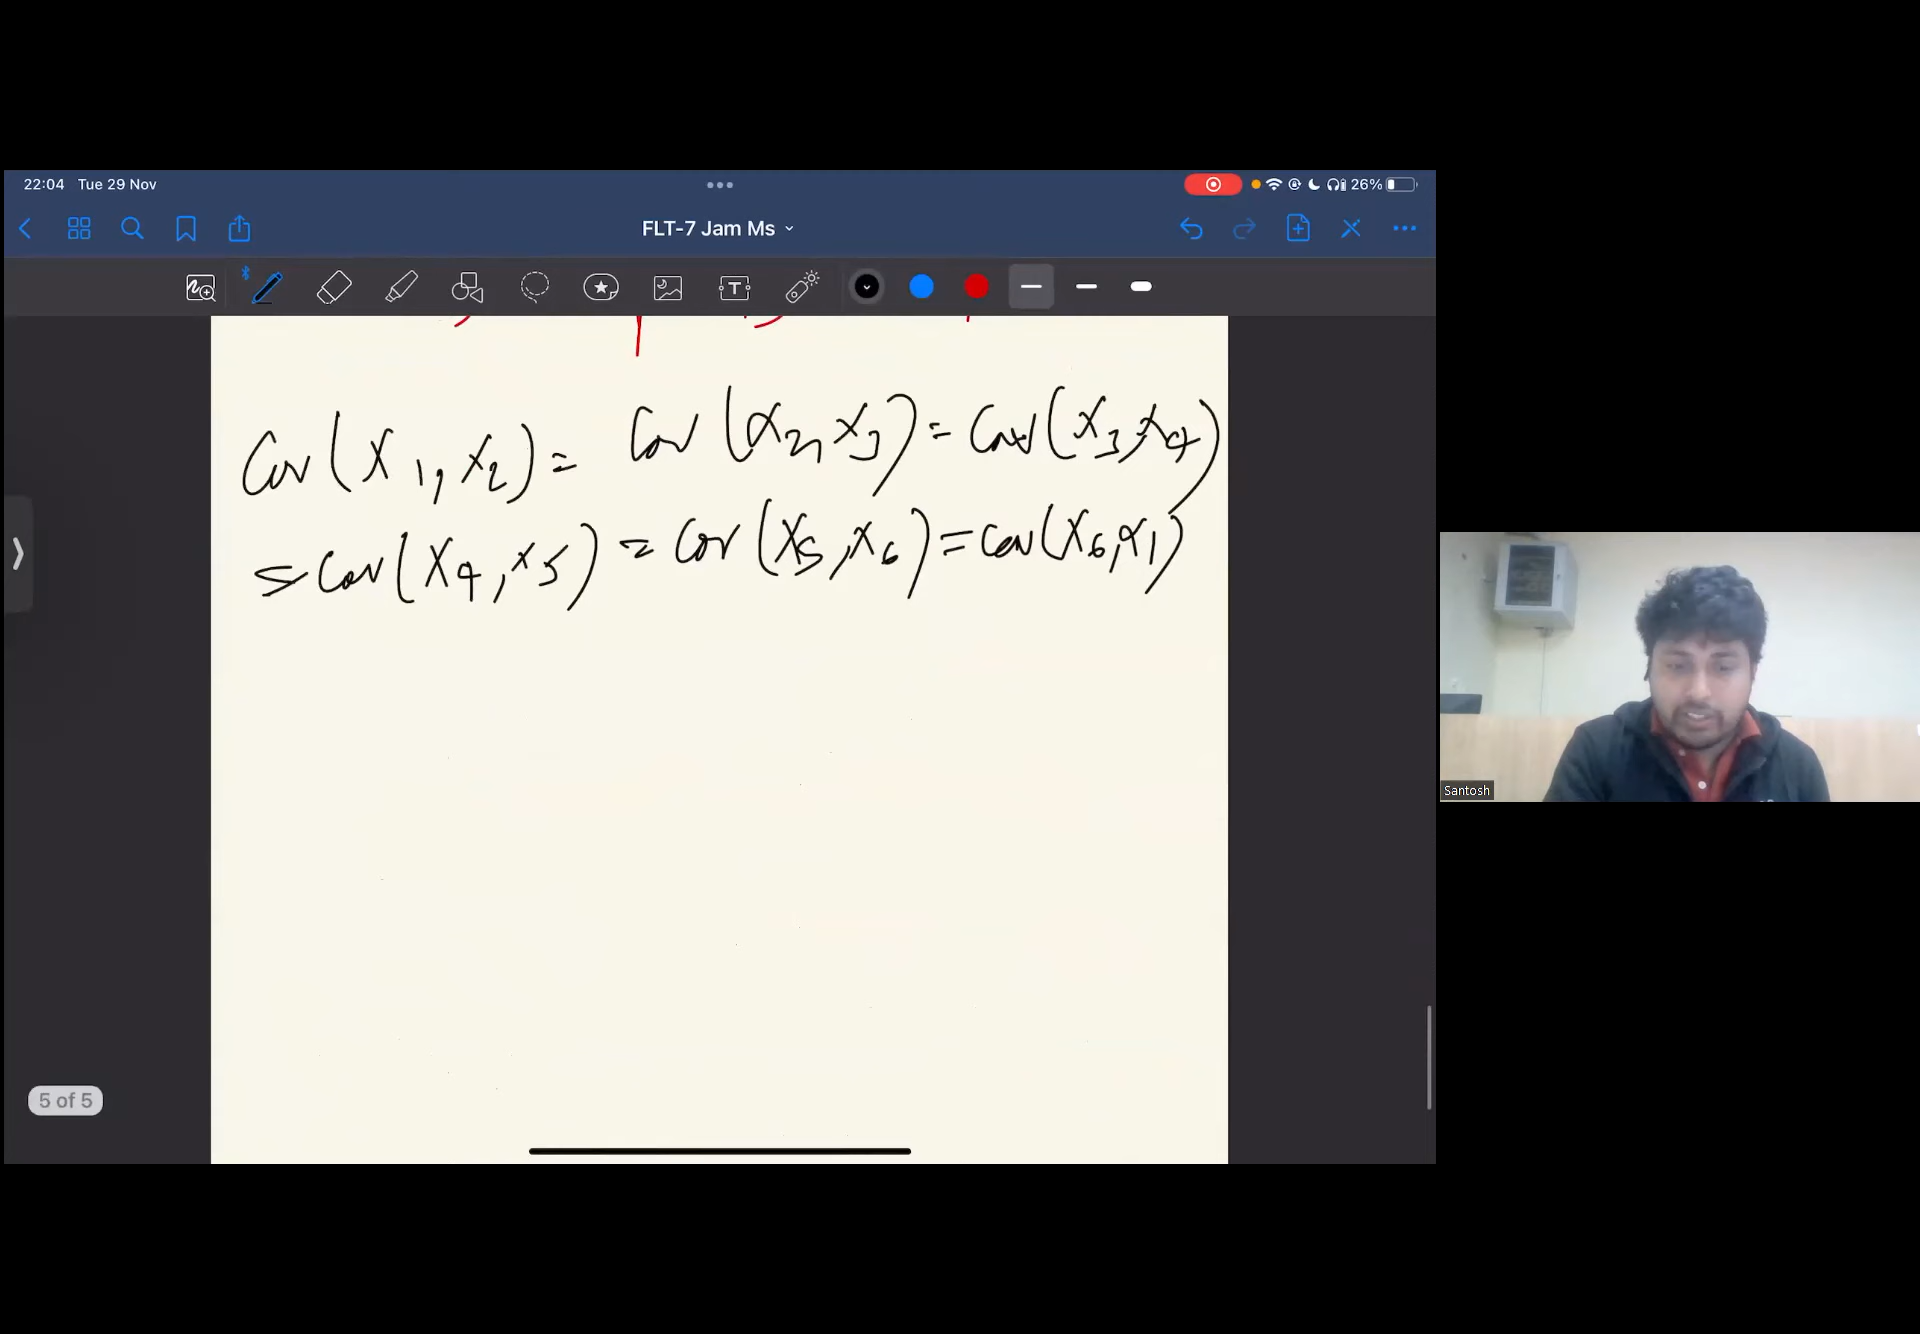 22:04 Tue 29 Nov
26%
FLT-7 Jam Ms
T
Cov(X1, X2) = Cov(X2, X3) = Cov(X3, X4)
= Cov(X4, X5) = Cov(X5, X6) = Cov(X6, X1)
Santosh
5 of 5